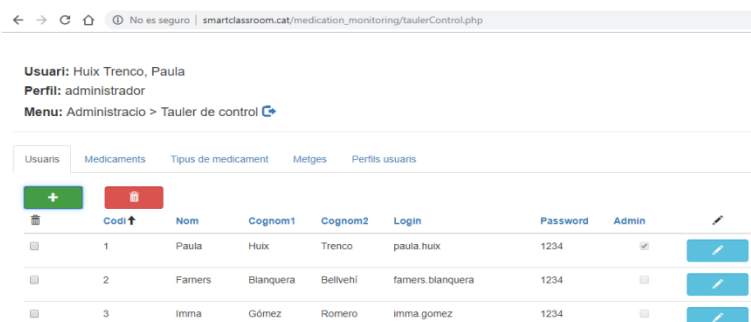 No es seguro | smartclassroom.cat/medication_monitoring/taulerControl.php
Usuari: Huix Trenco, Paula
Perfil: administrador
Menu: Administracio > Tauler de control
Usuaris Medicaments Tipus de medicament Metges Perfils usuaris
Codi Nom Cognom1 Cognom2 Login Password Admin
1 Paula Huix Trenco paula.huix 1234
2 Farners Blanquera Bellvehí farners.blanquera 1234
3 Imma Gómez Romero imma.gomez 1234